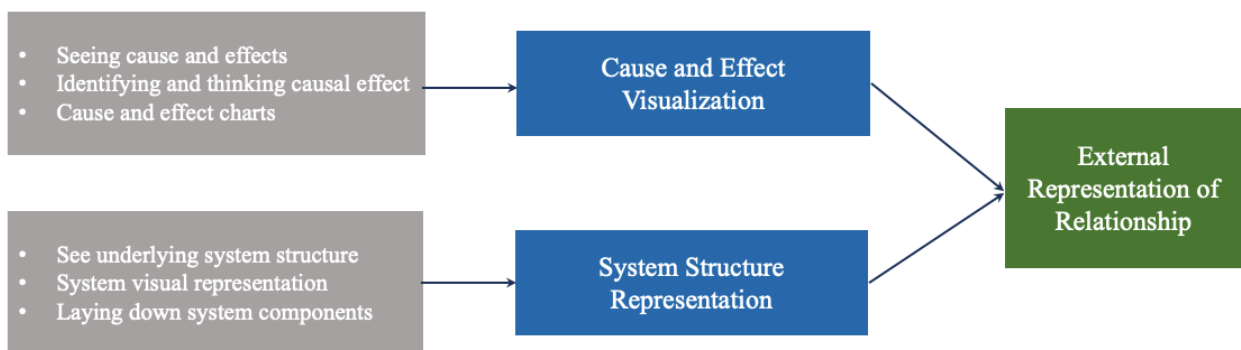 • Seeing cause and effects
• Identifying and thinking causal effect
• Cause and effect charts
Cause and Effect
Visualization
• See underlying system structure
• System visual representation
• Laying down system components
System Structure
Representation
External
Representation of
Relationship